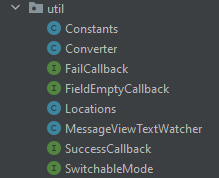 util
C Constants
C Converter
I FailCallback
I FieldEmptyCallback
C Locations
C MessageViewTextWatcher
I SuccessCallback
I SwitchableMode